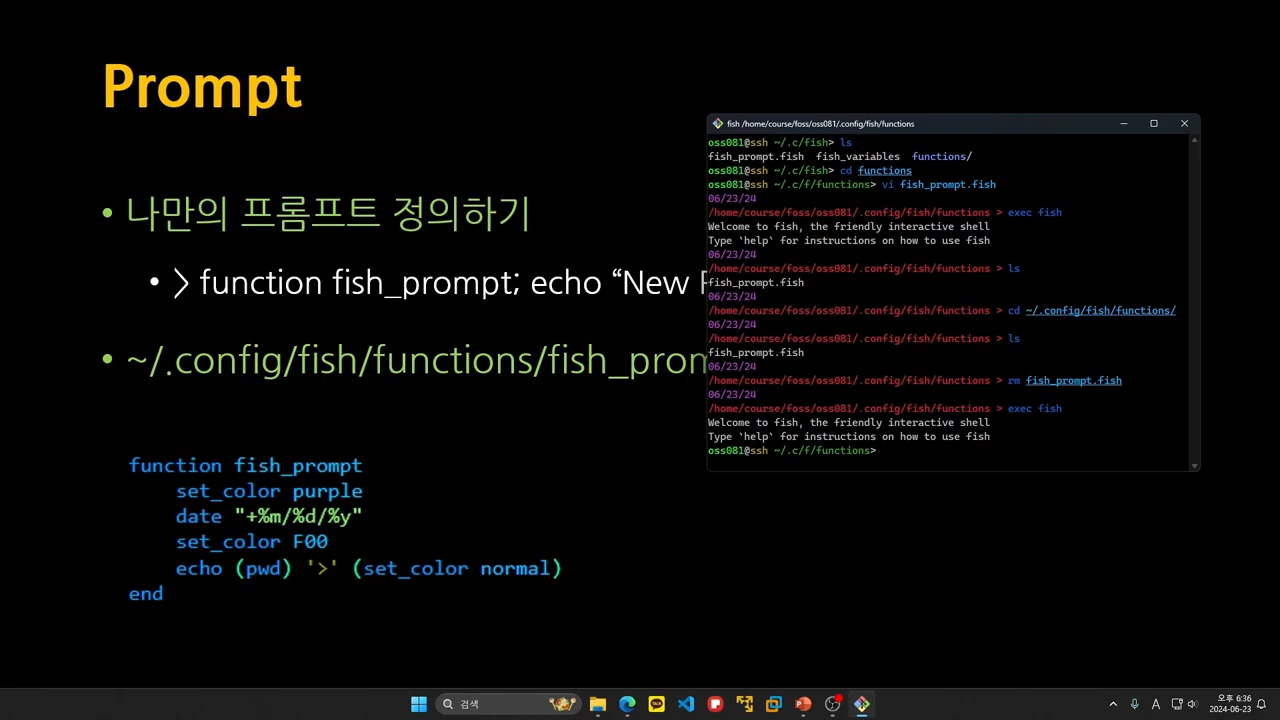 Prompt
• 나만의 프롬프트 정의하기
• > function fish_prompt; echo “New
• ~/.config/fish/functions/fish_prom
function fish_prompt
set_color purple
date "+%m/%d/%y"
set_color F00
echo (pwd) '>' (set_color normal)
end
fish /home/course/foss/oss081/.config/fish/functions
oss081@ssh ~/.c/fish> ls
fish_prompt.fish fish_variables functions/
oss081@ssh ~/.c/fish> cd functions
oss081@ssh ~/.c/f/functions> vi fish_prompt.fish
06/23/24
/home/course/foss/oss081/.config/fish/functions > exec fish
Welcome to fish, the friendly interactive shell
Type `help` for instructions on how to use fish
06/23/24
/home/course/foss/oss081/.config/fish/functions > ls
fish_prompt.fish
06/23/24
/home/course/foss/oss081/.config/fish/functions > cd ~/.config/fish/functions/
06/23/24
/home/course/foss/oss081/.config/fish/functions > ls
fish_prompt.fish
06/23/24
/home/course/foss/oss081/.config/fish/functions > rm fish_prompt.fish
06/23/24
/home/course/foss/oss081/.config/fish/functions > exec fish
Welcome to fish, the friendly interactive shell
Type `help` for instructions on how to use fish
oss081@ssh ~/.c/f/functions>
검색
TALK
A
오후 6:36
2024-06-23